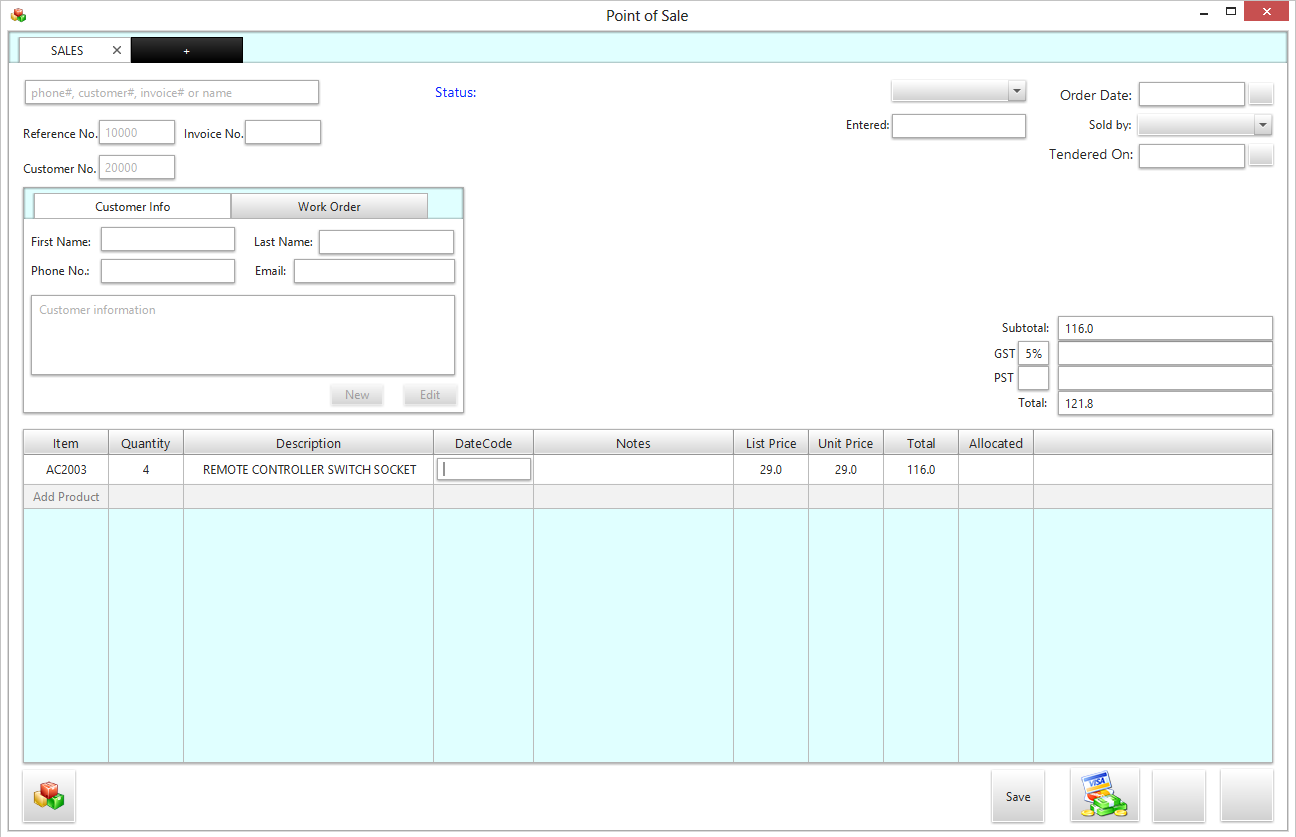 Point of Sale
SALES ✕ +
phone#, customer#, invoice# or name
Status:
Order Date:
Reference No. 10000 Invoice No.
Entered:
Sold by:
Customer No. 20000
Tendered On:
Customer Info Work Order
First Name: Last Name:
Phone No.: Email:
Customer information
New Edit
Subtotal: 116.0
GST 5%
PST
Total: 121.8
Item Quantity Description DateCode Notes List Price Unit Price Total Allocated
AC2003 4 REMOTE CONTROLLER SWITCH SOCKET 29.0 29.0 116.0
Add Product
Save
VISA